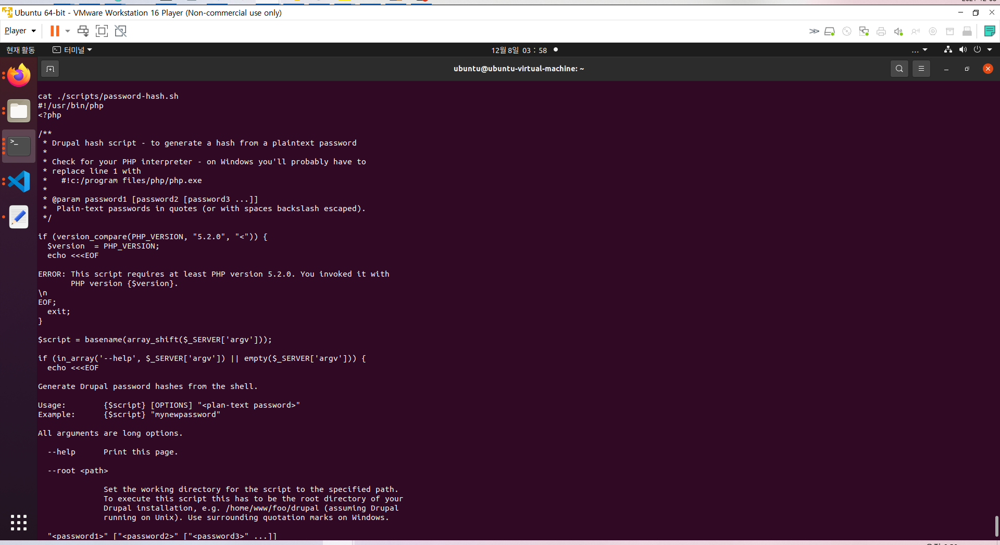 Ubuntu 64-bit - VMware Workstation 16 Player (Non-commercial use only)
Player
현재 활동
터미널
12월 8일 03 : 58
ubuntu@ubuntu-virtual-machine: ~
cat ./scripts/password-hash.sh
#!/usr/bin/php
<?php
/**
 * Drupal hash script - to generate a hash from a plaintext password
 *
 * Check for your PHP interpreter - on Windows you'll probably have to
 * replace line 1 with
 *   #!c:/program files/php/php.exe
 *
 * @param password1 [password2 [password3 ...]]
 *  Plain-text passwords in quotes (or with spaces backslash escaped).
 */
if (version_compare(PHP_VERSION, "5.2.0", "<")) {
  $version  = PHP_VERSION;
  echo <<<EOF
ERROR: This script requires at least PHP version 5.2.0. You invoked it with
       PHP version {$version}.
\n
EOF;
  exit;
}
$script = basename(array_shift($_SERVER['argv']));
if (in_array('--help', $_SERVER['argv']) || empty($_SERVER['argv'])) {
  echo <<<EOF
Generate Drupal password hashes from the shell.
Usage:        {$script} [OPTIONS] "<plan-text password>"
Example:      {$script} "mynewpassword"
All arguments are long options.
  --help      Print this page.
  --root <path>
              Set the working directory for the script to the specified path.
              To execute this script this has to be the root directory of your
              Drupal installation, e.g. /home/www/foo/drupal (assuming Drupal
              running on Unix). Use surrounding quotation marks on Windows.
  "<password1>" ["<password2>" ["<password3>" ...]]